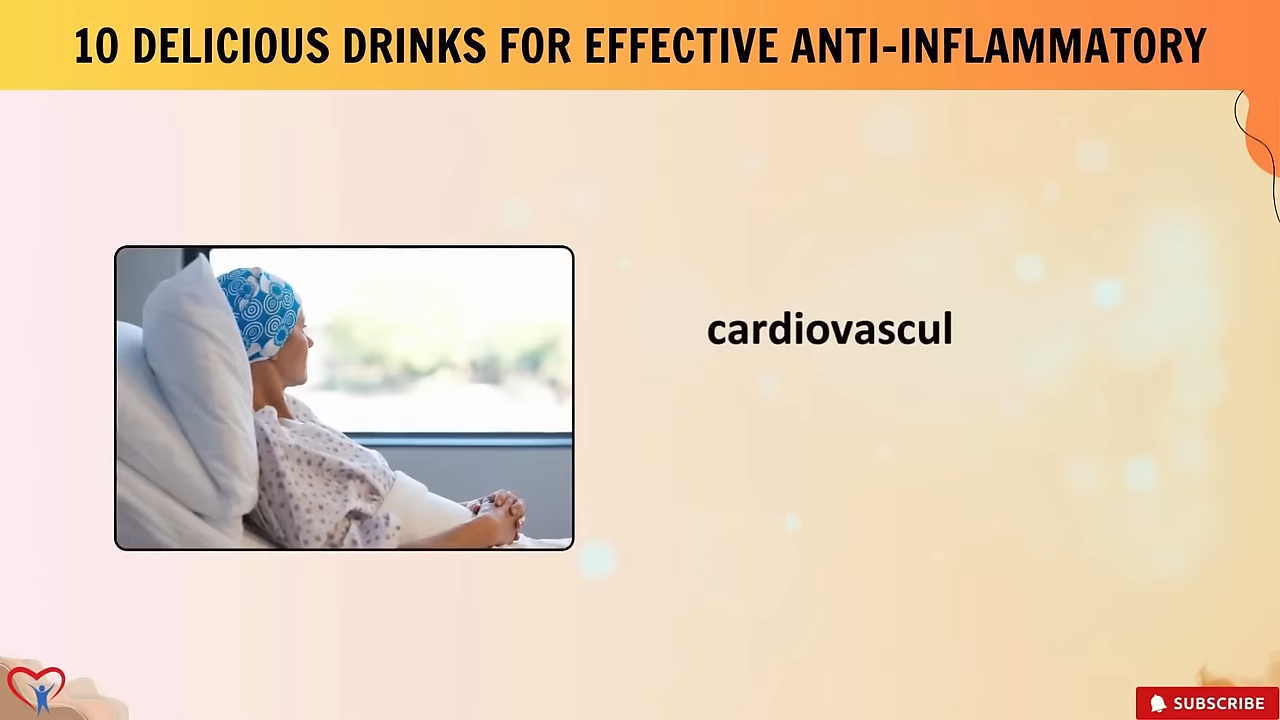 10 DELICIOUS DRINKS FOR EFFECTIVE ANTI-INFLAMMATORY
cardiovascul
SUBSCRIBE